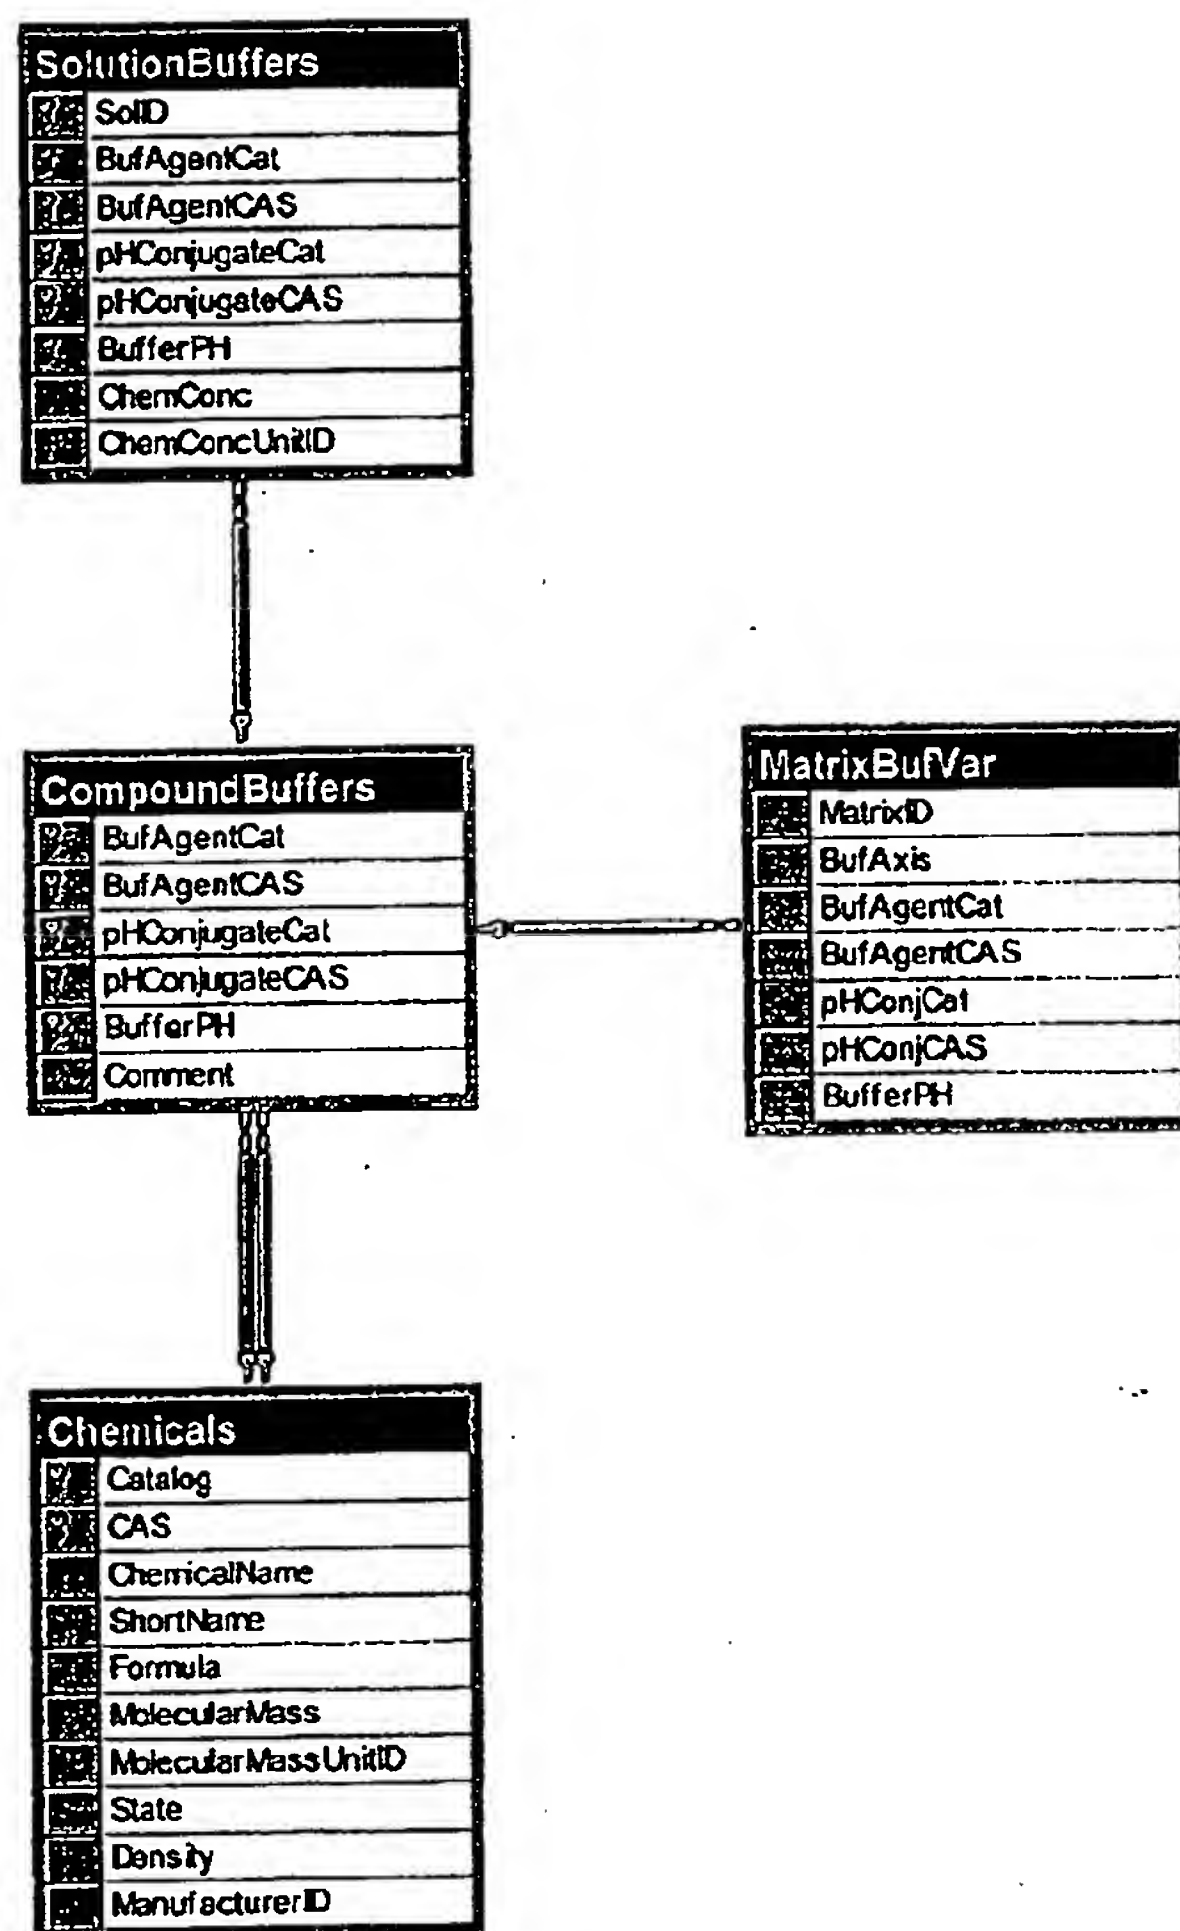 SolutionBuffers
SolID
BufAgentCat
BufAgentCAS
pHConjugateCat
pHConjugateCAS
BufferPH
ChemConc
ChemConcUnitID
CompoundBuffers
BufAgentCat
BufAgentCAS
pHConjugateCat
pHConjugateCAS
BufferPH
Comment
MatrixBufVar
MatrixID
BufAxis
BufAgentCat
BufAgentCAS
pHConjCat
pHConjCAS
BufferPH
Chemicals
Catalog
CAS
ChemicalName
ShortName
Formula
MolecularMass
MolecularMassUnitID
State
Density
ManufacturerID